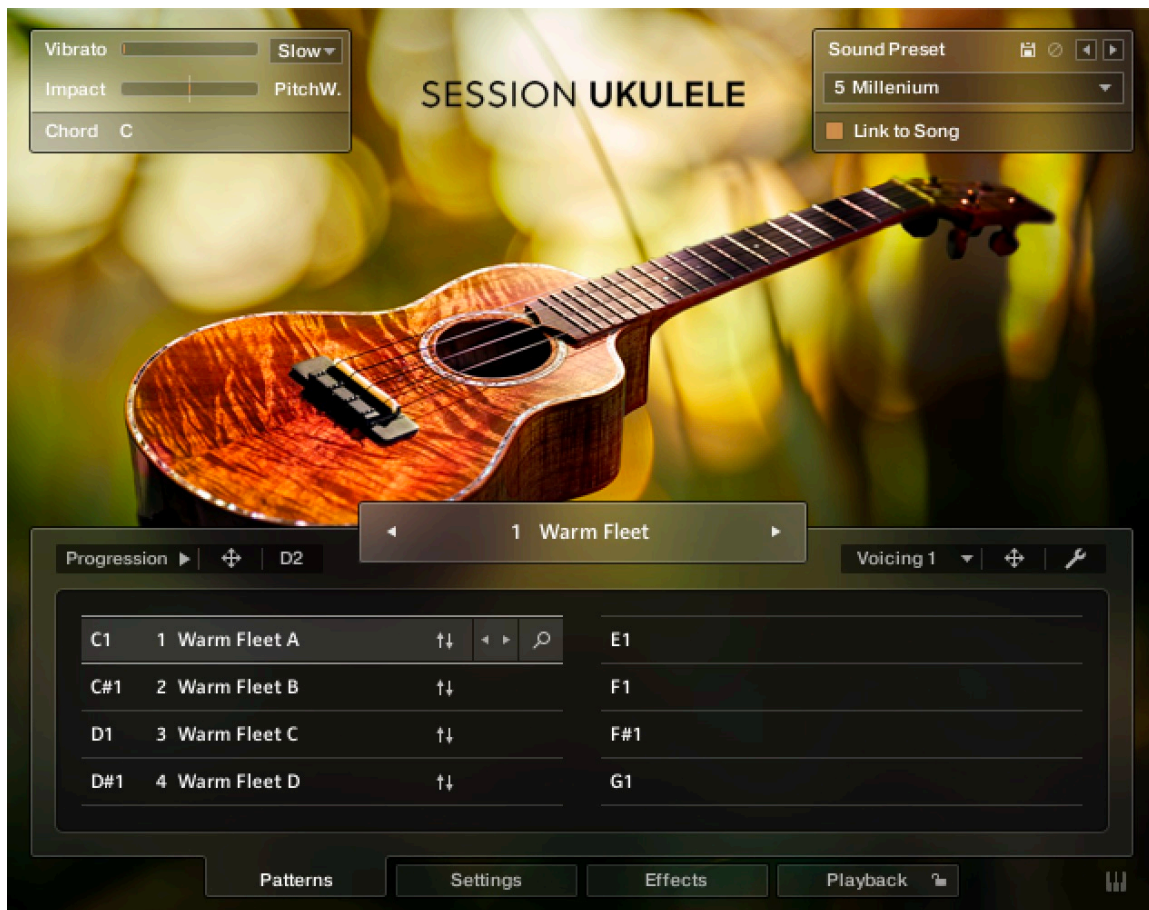 Vibrato Slow
Impact PitchW.
Chord C
SESSION UKULELE
Sound Preset
5 Millenium
Link to Song
1 Warm Fleet
Progression D2
Voicing 1
C1 1 Warm Fleet A
C#1 2 Warm Fleet B
D1 3 Warm Fleet C
D#1 4 Warm Fleet D
E1
F1
F#1
G1
Patterns Settings Effects Playback